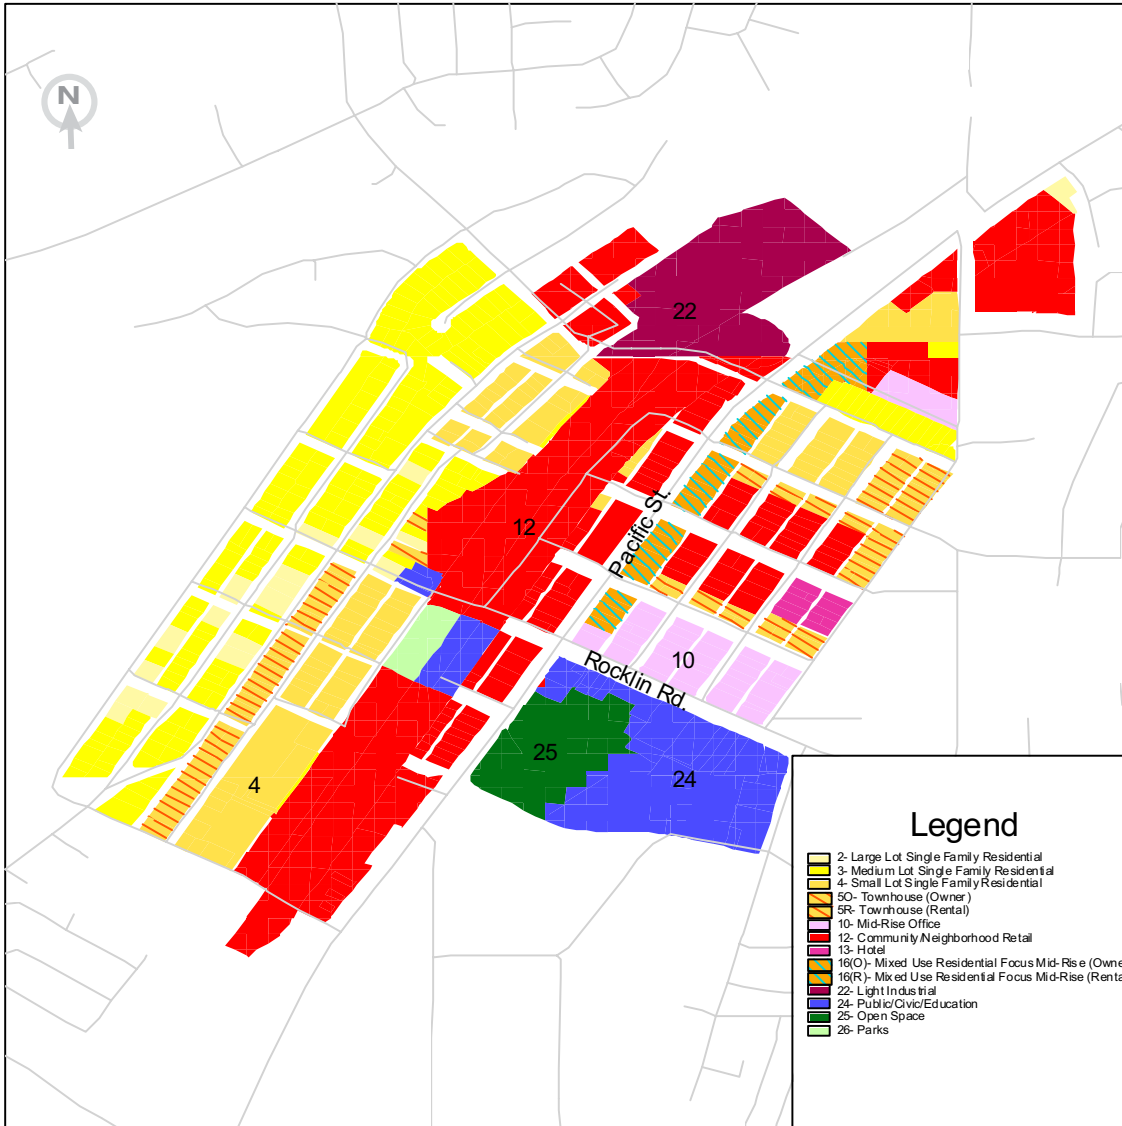 N
22
12
Pacific St.
10
Rocklin Rd.
25
24
4
Legend
2- Large Lot Single Family Residential
3- Medium Lot Single Family Residential
4- Small Lot Single Family Residential
5O- Townhouse (Owner)
5R- Townhouse (Rental)
10- Mid-Rise Office
12- Community/Neighborhood Retail
13- Hotel
16(O)- Mixed Use Residential Focus Mid-Rise (Owne
16(R)- Mixed Use Residential Focus Mid-Rise (Renta
22- Light Industrial
24- Public/Civic/Education
25- Open Space
26- Parks